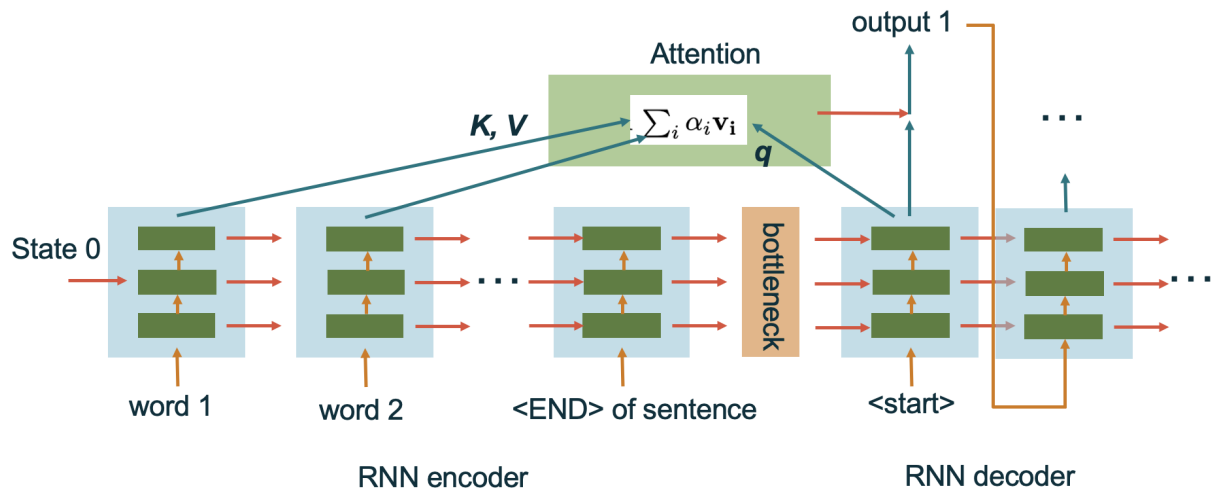 output 1
Attention
K, V
. ∑ᵢ αᵢvᵢ
q
...
State 0
...
bottleneck
...
word 1
word 2
<END> of sentence
<start>
RNN encoder
RNN decoder